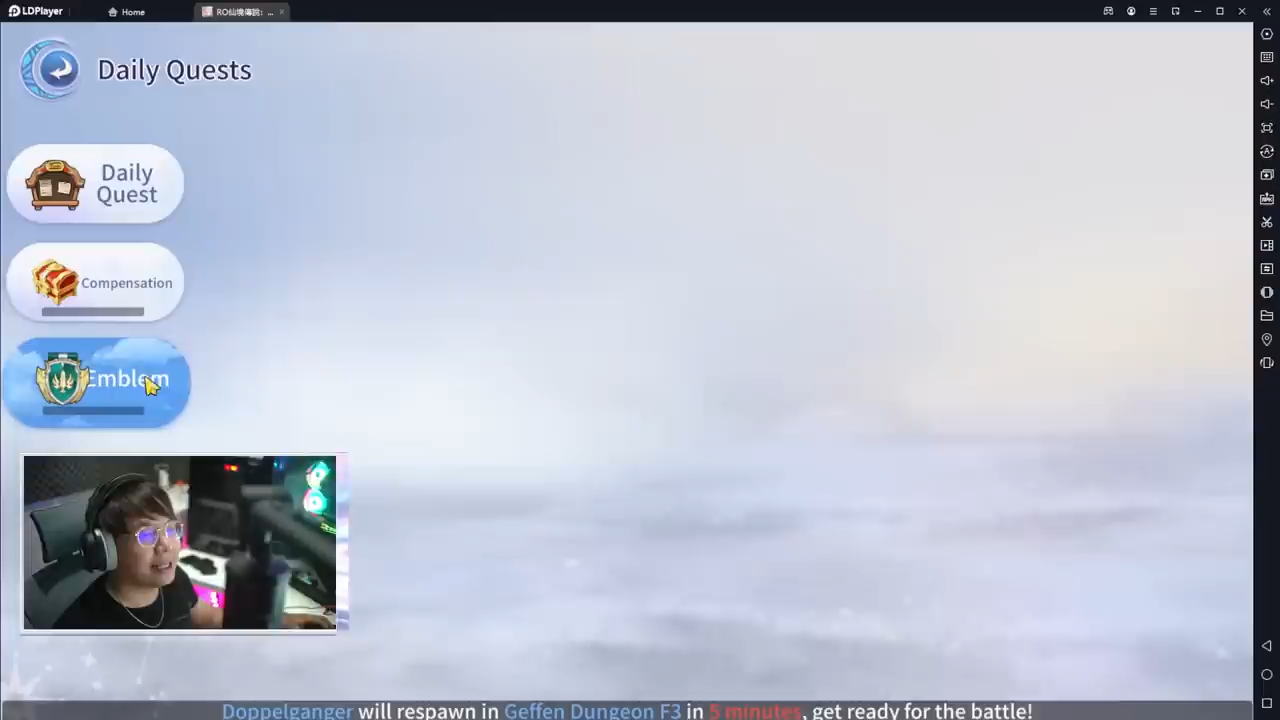 LDPlayer
Home
RO仙境傳說：...
Daily Quests
Daily
Quest
Compensation
Emblem
Doppelganger will respawn in Geffen Dungeon F3 in 5 minutes, get ready for the battle!